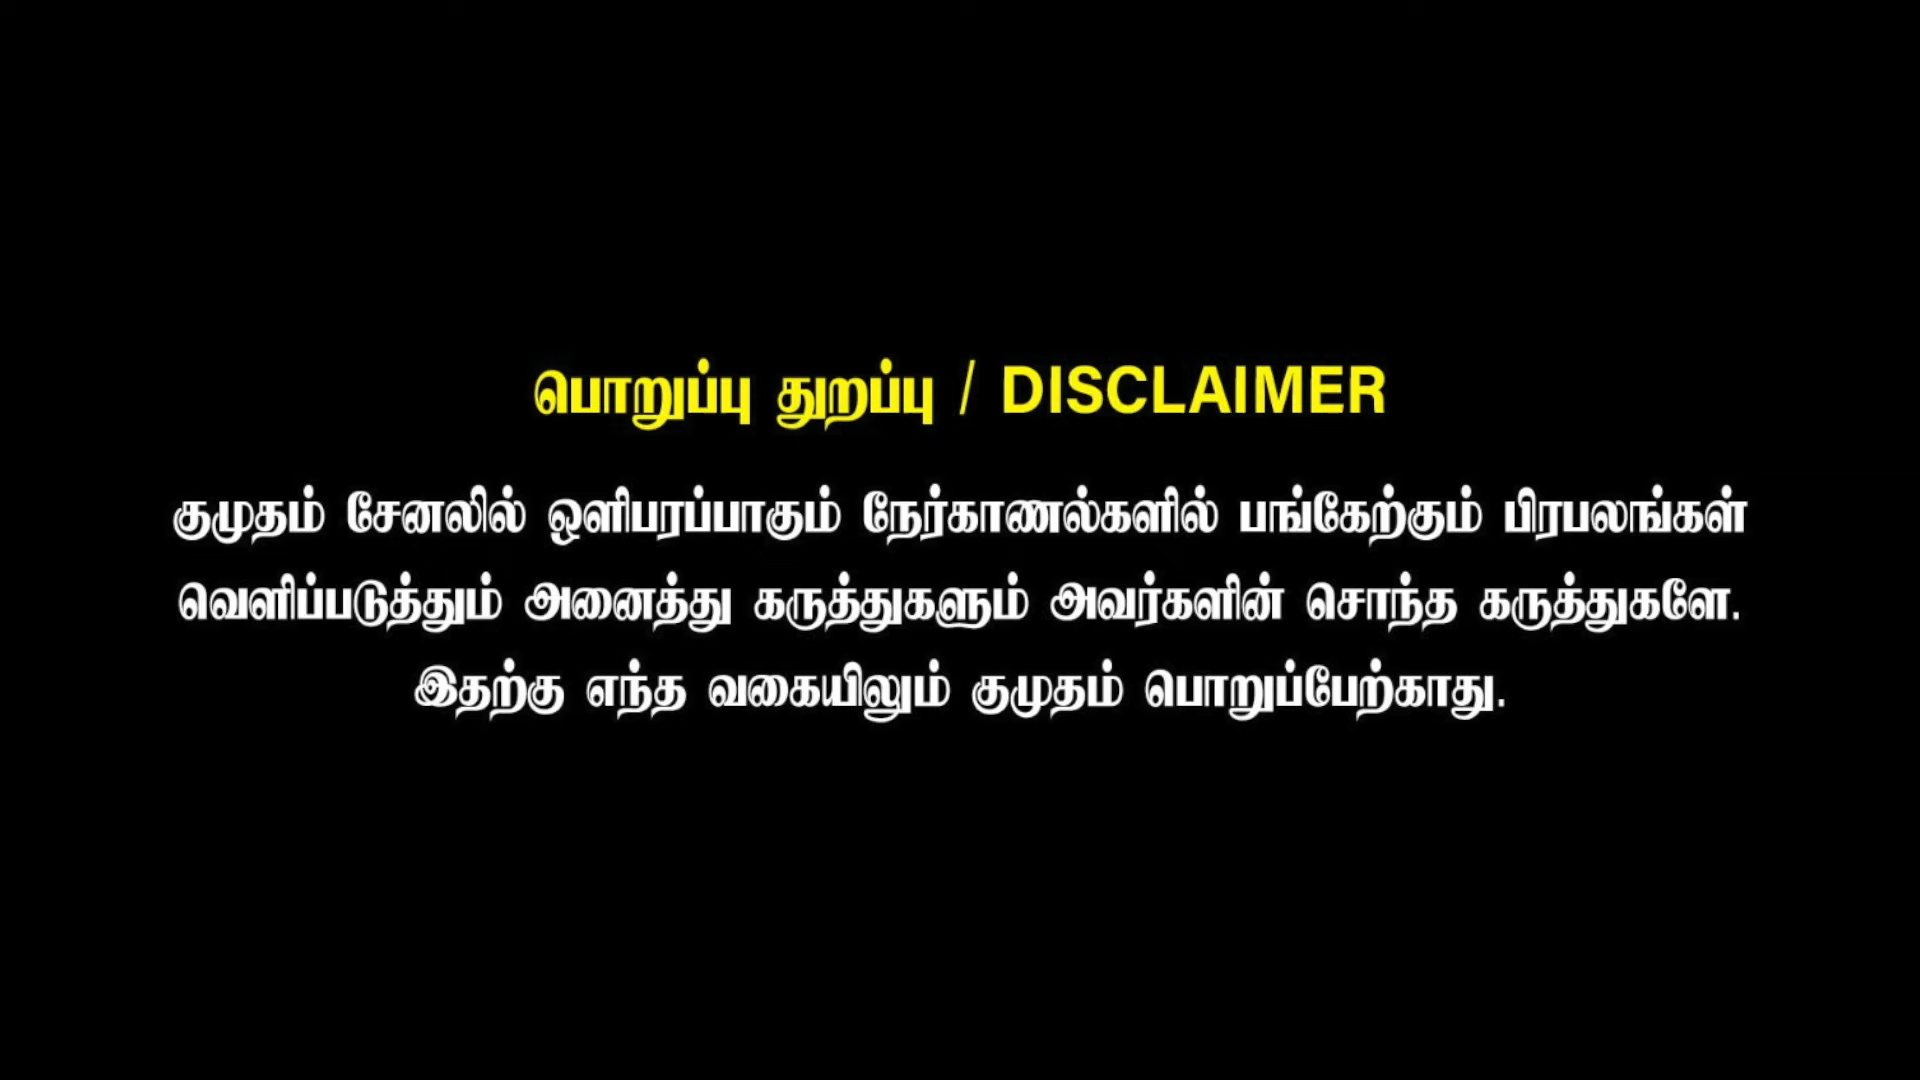 பொறுப்பு துறப்பு / DISCLAIMER
குமுதம் சேனலில் ஒளிபரப்பாகும் நேர்காணல்களில் பங்கேற்கும் பிரபலங்கள்
வெளிப்படுத்தும் அனைத்து கருத்துகளும் அவர்களின் சொந்த கருத்துகளே.
இதற்கு எந்த வகையிலும் குமுதம் பொறுப்பேற்காது.